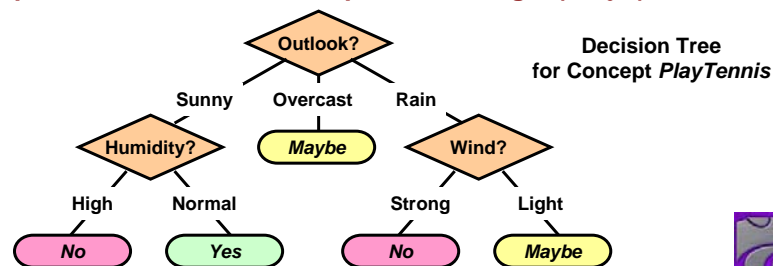 Outlook?
Decision Tree
for Concept PlayTennis
Sunny Overcast Rain
Humidity? Maybe Wind?
High Normal Strong Light
No Yes No Maybe